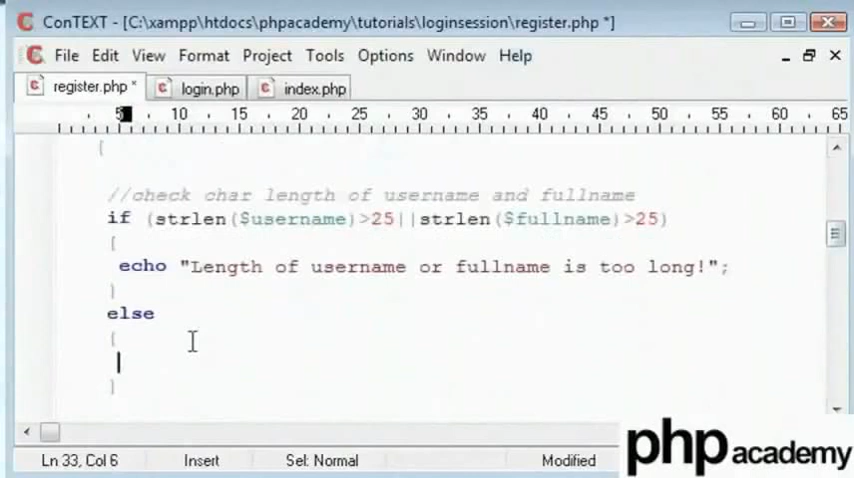 ConTEXT - [C:\xampp\htdocs\phpacademy\tutorials\loginsession\register.php *]
File Edit View Format Project Tools Options Window Help
register.php * login.php index.php
5 10 15 20 25 30 35 40 45 50 55 60 65
{
//check char length of username and fullname
if (strlen($username)>25||strlen($fullname)>25)
{
echo "Length of username or fullname is too long!";
}
else
{
}
Ln 33, Col 6 Insert Sel: Normal Modified
php academy